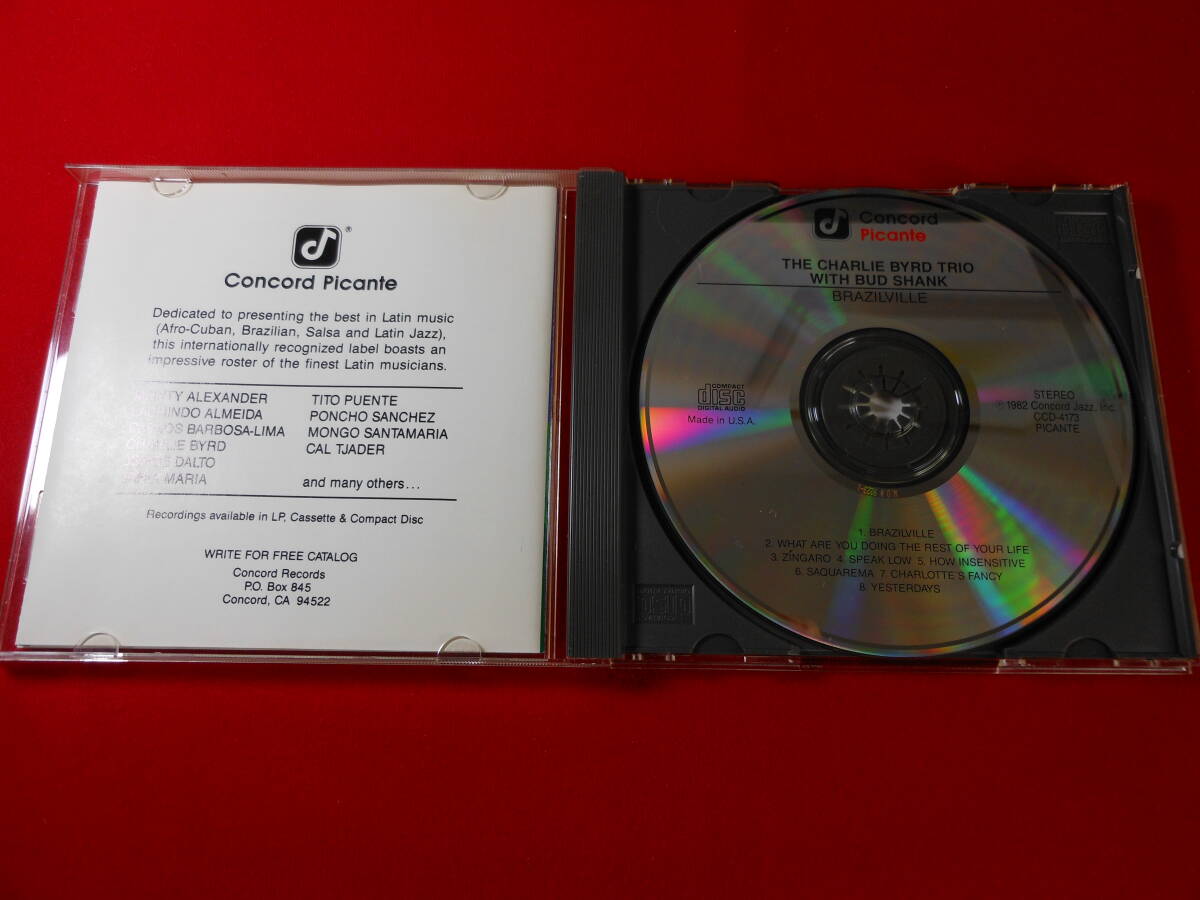 ®
Concord Picante
Dedicated to presenting the best in Latin music
(Afro-Cuban, Brazilian, Salsa and Latin Jazz),
this internationally recognized label boasts an
impressive roster of the finest Latin musicians.
ALEXANDER
ALMEIDA
BARBOSA-LIMA
BYRD
DALTO
MARIA
TITO PUENTE
PONCHO SANCHEZ
MONGO SANTAMARIA
CAL TJADER
and many others...
Recordings available in LP, Cassette & Compact Disc
WRITE FOR FREE CATALOG
Concord Records
P.O. Box 845
Concord, CA 94522
Concord
Picante
THE CHARLIE BYRD TRIO
WITH BUD SHANK
BRAZILVILLE
COMPACT
disc
DIGITAL AUDIO
Made in U.S.A.
STEREO
℗ 1982 Concord Jazz, Inc.
CCD-4173
PICANTE
1. BRAZILVILLE
2. WHAT ARE YOU DOING THE REST OF YOUR LIFE
3. ZINGARO 4. SPEAK LOW 5. HOW INSENSITIVE
6. SAQUAREMA 7. CHARLOTTE'S FANCY
8. YESTERDAYS